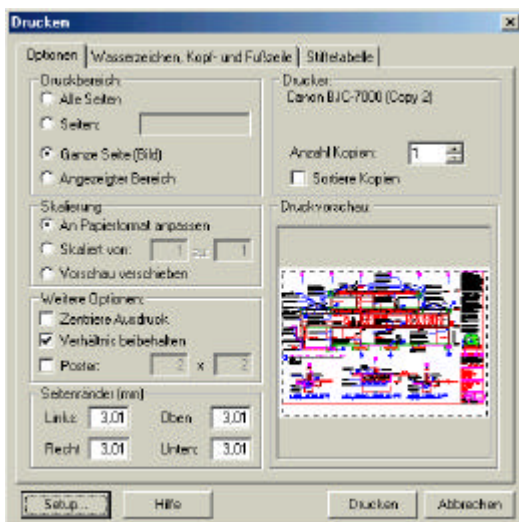 Drucken
Optionen | Wasserzeichen, Kopf- und Fußzeile | Stiftetabelle
Druckbereich:
Alle Seiten
Seiten:
Ganze Seite (Bild)
Angezeigter Bereich
Drucker:
Canon BJC-7000 (Copy 2)
Anzahl Kopien: 1
Sortiere Kopien
Skalierung
An Papierformat anpassen
Skaliert von: 1 zu: 1
Vorschau verschieben
Druckvorschau:
Weitere Optionen:
Zentriere Ausdruck
Verhältnis beibehalten
Poster: 2 x 2
Seitenränder (mm)
Links: 3,01 Oben: 3,01
Recht 3,01 Unten: 3,01
Setup... Hilfe Drucken Abbrechen